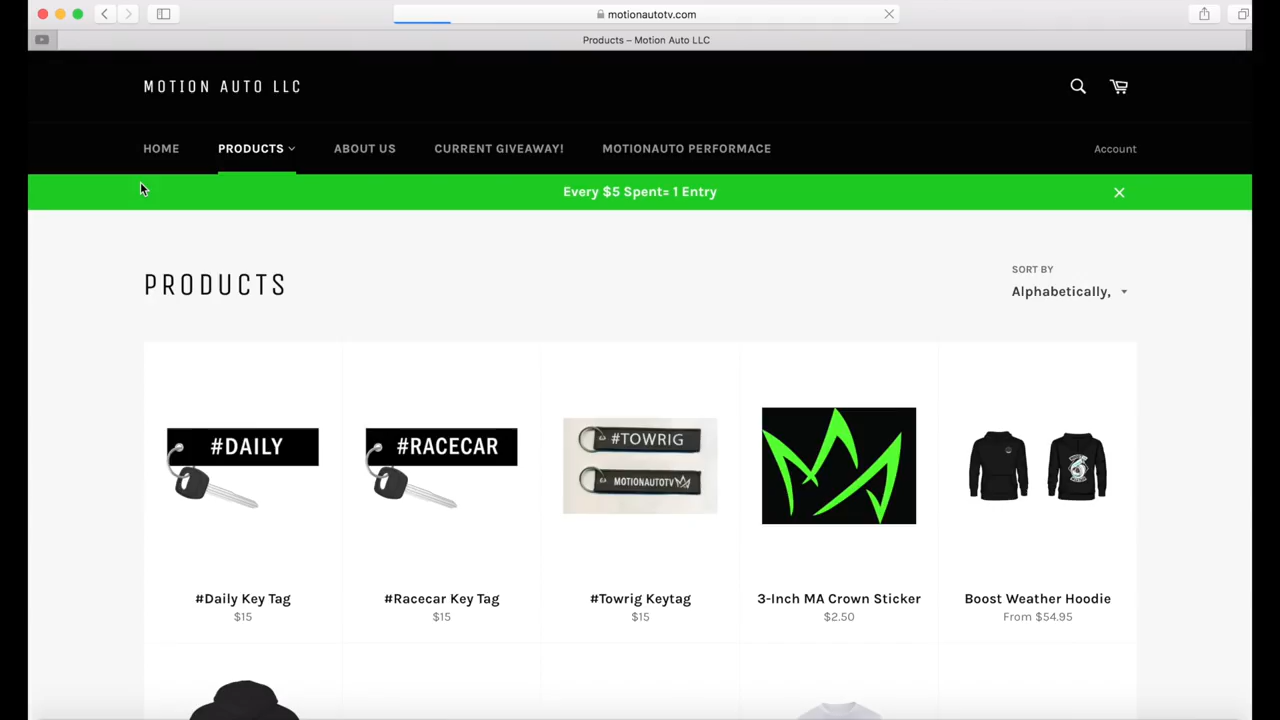 motionautotv.com
Products – Motion Auto LLC
MOTION AUTO LLC
HOME PRODUCTS ABOUT US CURRENT GIVEAWAY! MOTIONAUTO PERFORMACE Account
Every $5 Spent= 1 Entry
PRODUCTS
SORT BY
Alphabetically,
#DAILY
#RACECAR
#TOWRIG
MOTIONAUTOTV
#Daily Key Tag
$15
#Racecar Key Tag
$15
#Towrig Keytag
$15
3-Inch MA Crown Sticker
$2.50
Boost Weather Hoodie
From $54.95